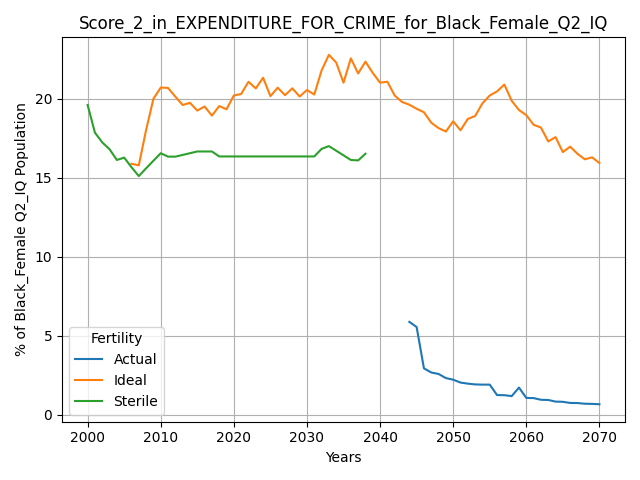 Score_2_in_EXPENDITURE_FOR_CRIME_for_Black_Female_Q2_IQ
% of Black_Female Q2_IQ Population
20
15
10
5
0
Fertility
Actual
Ideal
Sterile
2000 2010 2020 2030 2040 2050 2060 2070
Years